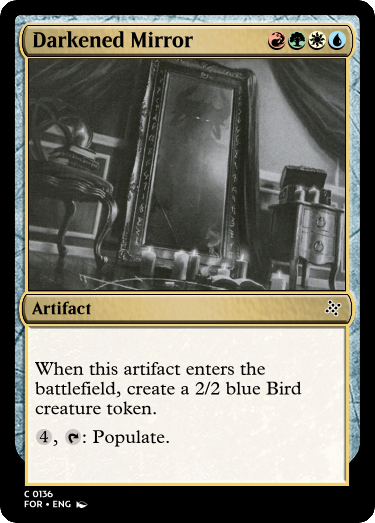 Darkened Mirror
Artifact
When this artifact enters the
battlefield, create a 2/2 blue Bird
creature token.
4, : Populate.
C 0136
FOR • ENG